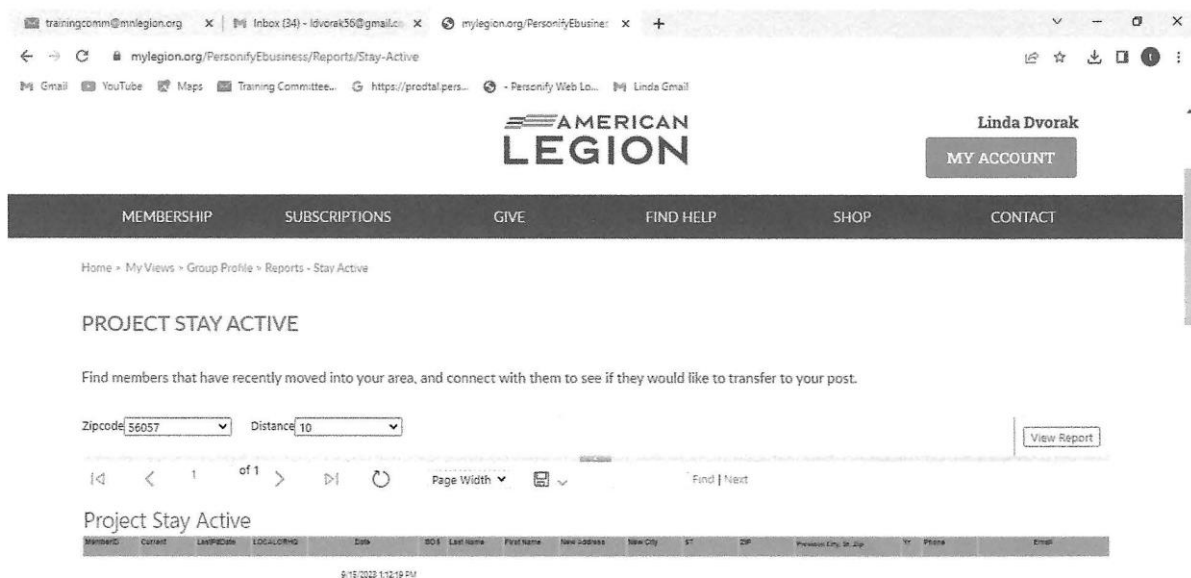 trainingcomm@mnlegion.org Inbox (34) - ldvorak56@gmail.co mylegion.org/PersonifyEbusines
mylegion.org/PersonifyEbusiness/Reports/Stay-Active
Gmail YouTube Maps Training Committee... https://prodtal.pers... - Personify Web Lo... Linda Gmail
AMERICAN
LEGION
Linda Dvorak
MY ACCOUNT
MEMBERSHIP SUBSCRIPTIONS GIVE FIND HELP SHOP CONTACT
Home » My Views » Group Profile » Reports - Stay Active
PROJECT STAY ACTIVE
Find members that have recently moved into your area, and connect with them to see if they would like to transfer to your post.
Zipcode 56057 Distance 10
View Report
1 of 1 Page Width Find | Next
Project Stay Active
MemberID Current LastPdDate LOCALORHQ Date BOS Last Name First Name New Address New City ST ZIP Previous City, St, Zip Yr Phone Email
9/15/2023 1:12:19 PM